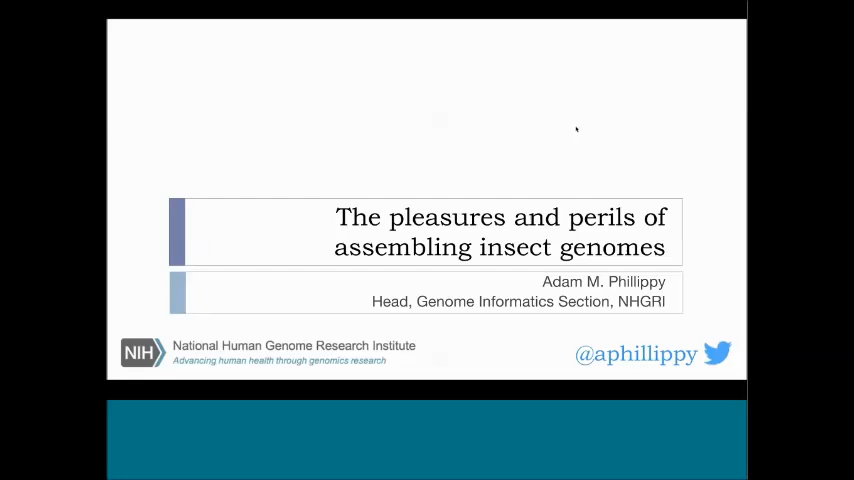 The pleasures and perils of
assembling insect genomes
Adam M. Phillippy
Head, Genome Informatics Section, NHGRI
NIH
National Human Genome Research Institute
Advancing human health through genomics research
@aphillippy